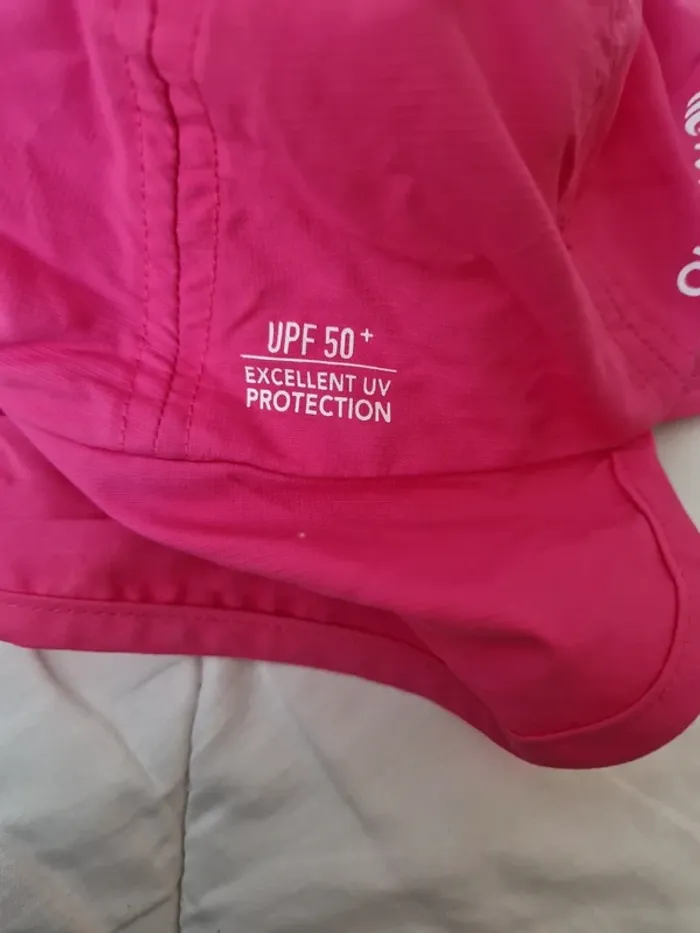 UPF 50+
EXCELLENT UV
PROTECTION